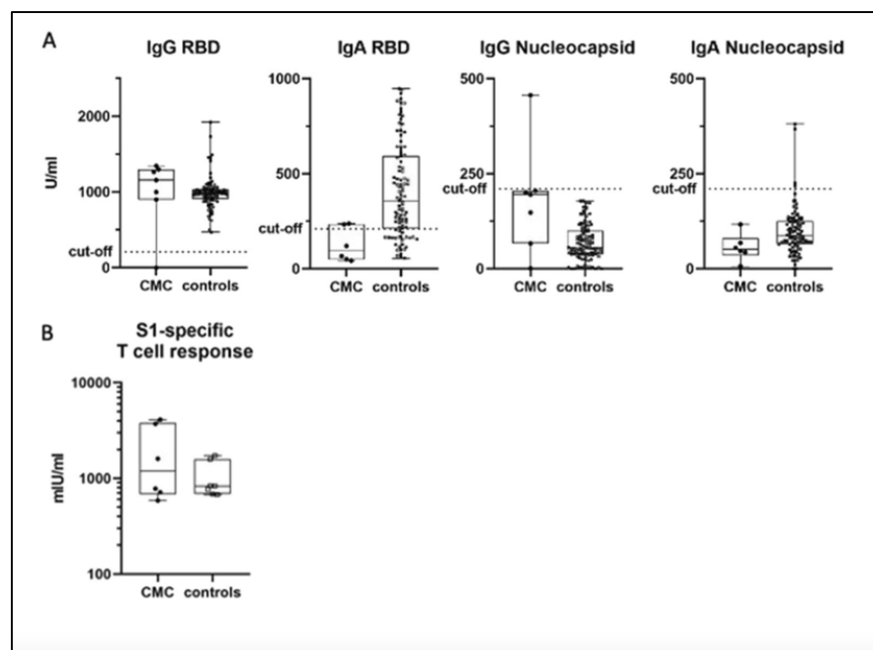 A
IgG RBD
IgA RBD
IgG Nucleocapsid
IgA Nucleocapsid
U/ml
2000
1000
0
cut-off
CMC controls
1000
500
0
cut-off
CMC controls
500
250
0
cut-off
CMC controls
500
250
0
cut-off
CMC controls
B
S1-specific
T cell response
mIU/ml
10000
1000
100
CMC controls